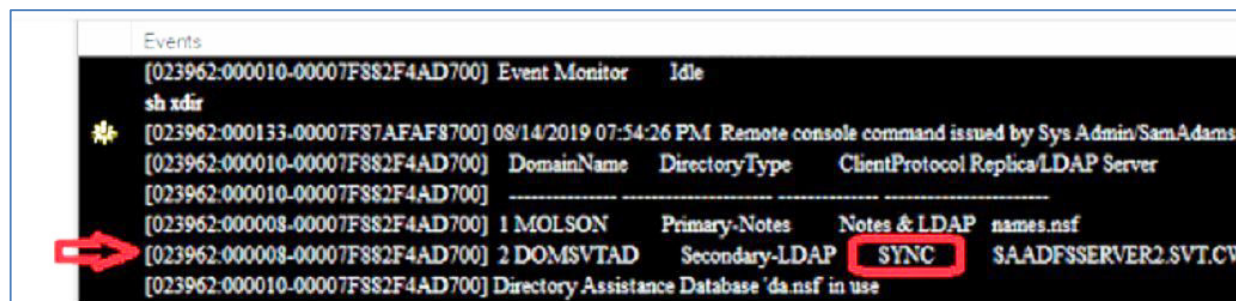 Events
[023962:000010-00007F882F4AD700] Event Monitor Idle
sh xdir
[023962:000133-00007F87AFAF8700] 08/14/2019 07:54:26 PM Remote console command issued by Sys Admin/SamAdams
[023962:000010-00007F882F4AD700] DomainName DirectoryType ClientProtocol Replica/LDAP Server
[023962:000010-00007F882F4AD700] --------------- ---------------------- -------------- ------------------------
[023962:000008-00007F882F4AD700] 1 MOLSON Primary-Notes Notes & LDAP names.nsf
[023962:000008-00007F882F4AD700] 2 DOMSVTAD Secondary-LDAP SYNC SAADFSSERVER2.SVT.CW
[023962:000010-00007F882F4AD700] Directory Assistance Database 'da.nsf' in use